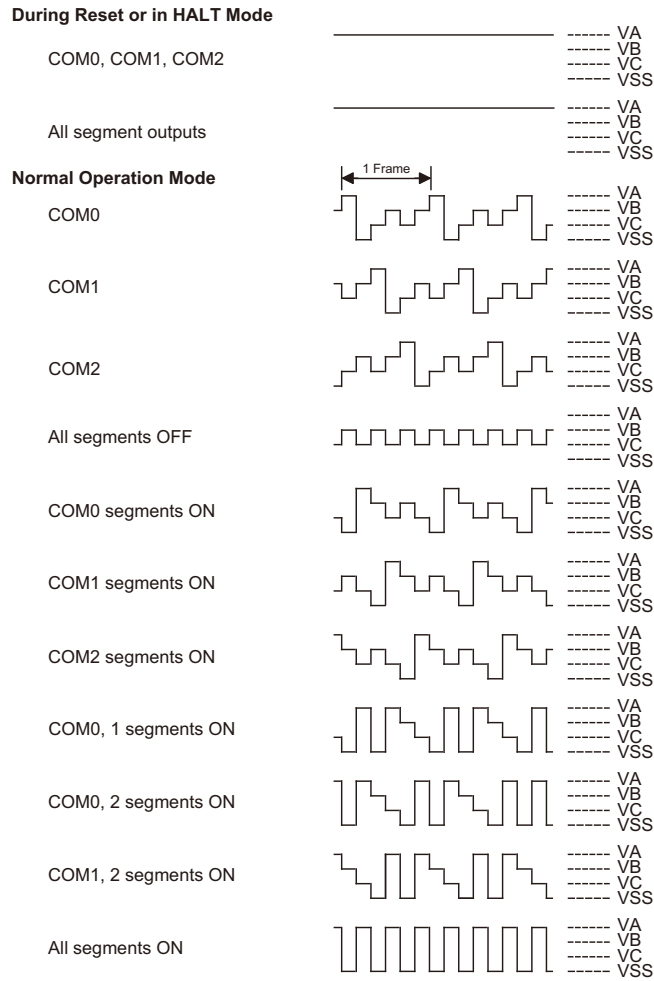 During Reset or in HALT Mode
COM0, COM1, COM2
VA
VB
VC
VSS
All segment outputs
VA
VB
VC
VSS
Normal Operation Mode
1 Frame
COM0
VA
VB
VC
VSS
COM1
VA
VB
VC
VSS
COM2
VA
VB
VC
VSS
All segments OFF
VA
VB
VC
VSS
COM0 segments ON
VA
VB
VC
VSS
COM1 segments ON
VA
VB
VC
VSS
COM2 segments ON
VA
VB
VC
VSS
COM0, 1 segments ON
VA
VB
VC
VSS
COM0, 2 segments ON
VA
VB
VC
VSS
COM1, 2 segments ON
VA
VB
VC
VSS
All segments ON
VA
VB
VC
VSS